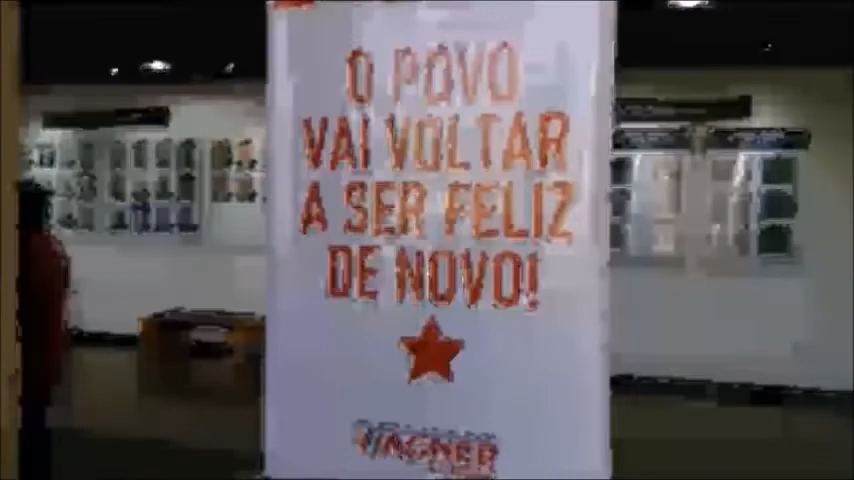 O POVO
VAI VOLTAR
A SER FELIZ
DE NOVO!
WAGNER